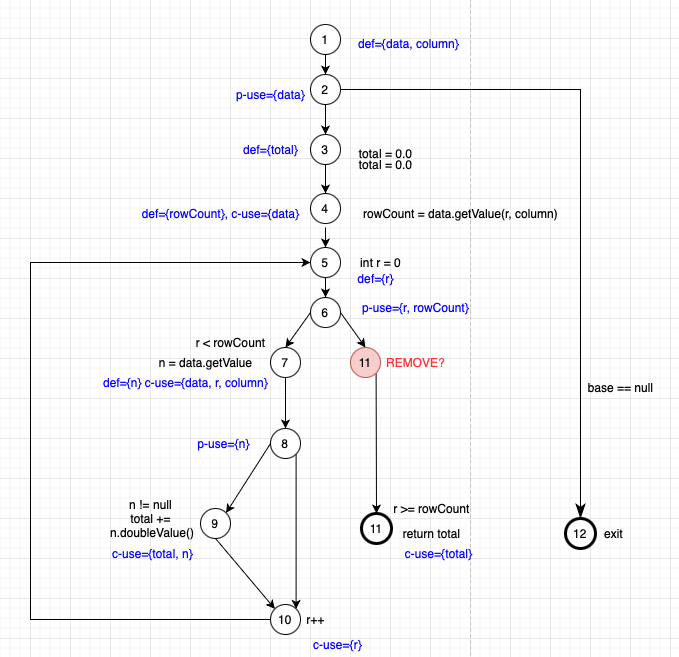 1
def={data, column}
p-use={data}
2
def={total}
3
total = 0.0
total = 0.0
def={rowCount}, c-use={data}
4
rowCount = data.getValue(r, column)
5
int r = 0
def={r}
6
p-use={r, rowCount}
r < rowCount
n = data.getValue
7
11
REMOVE?
def={n} c-use={data, r, column}
base == null
p-use={n}
8
n != null
total +=
n.doubleValue()
9
c-use={total, n}
r >= rowCount
11
return total
c-use={total}
12
exit
10
r++
c-use={r}